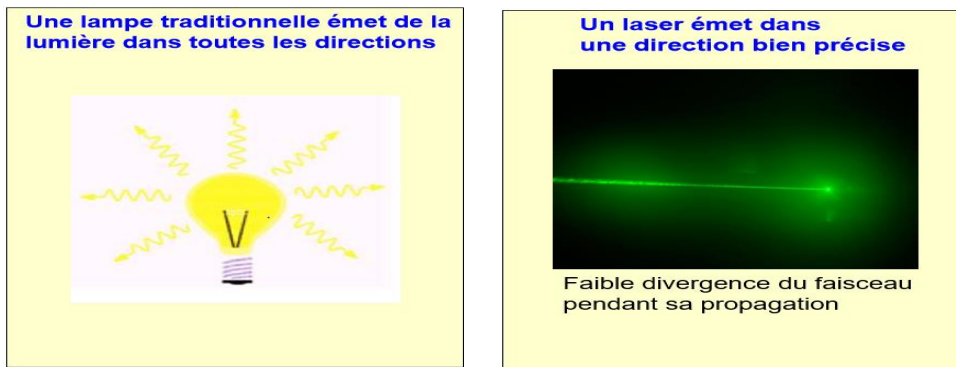 Une lampe traditionnelle émet de la
lumière dans toutes les directions
Un laser émet dans
une direction bien précise
Faible divergence du faisceau
pendant sa propagation